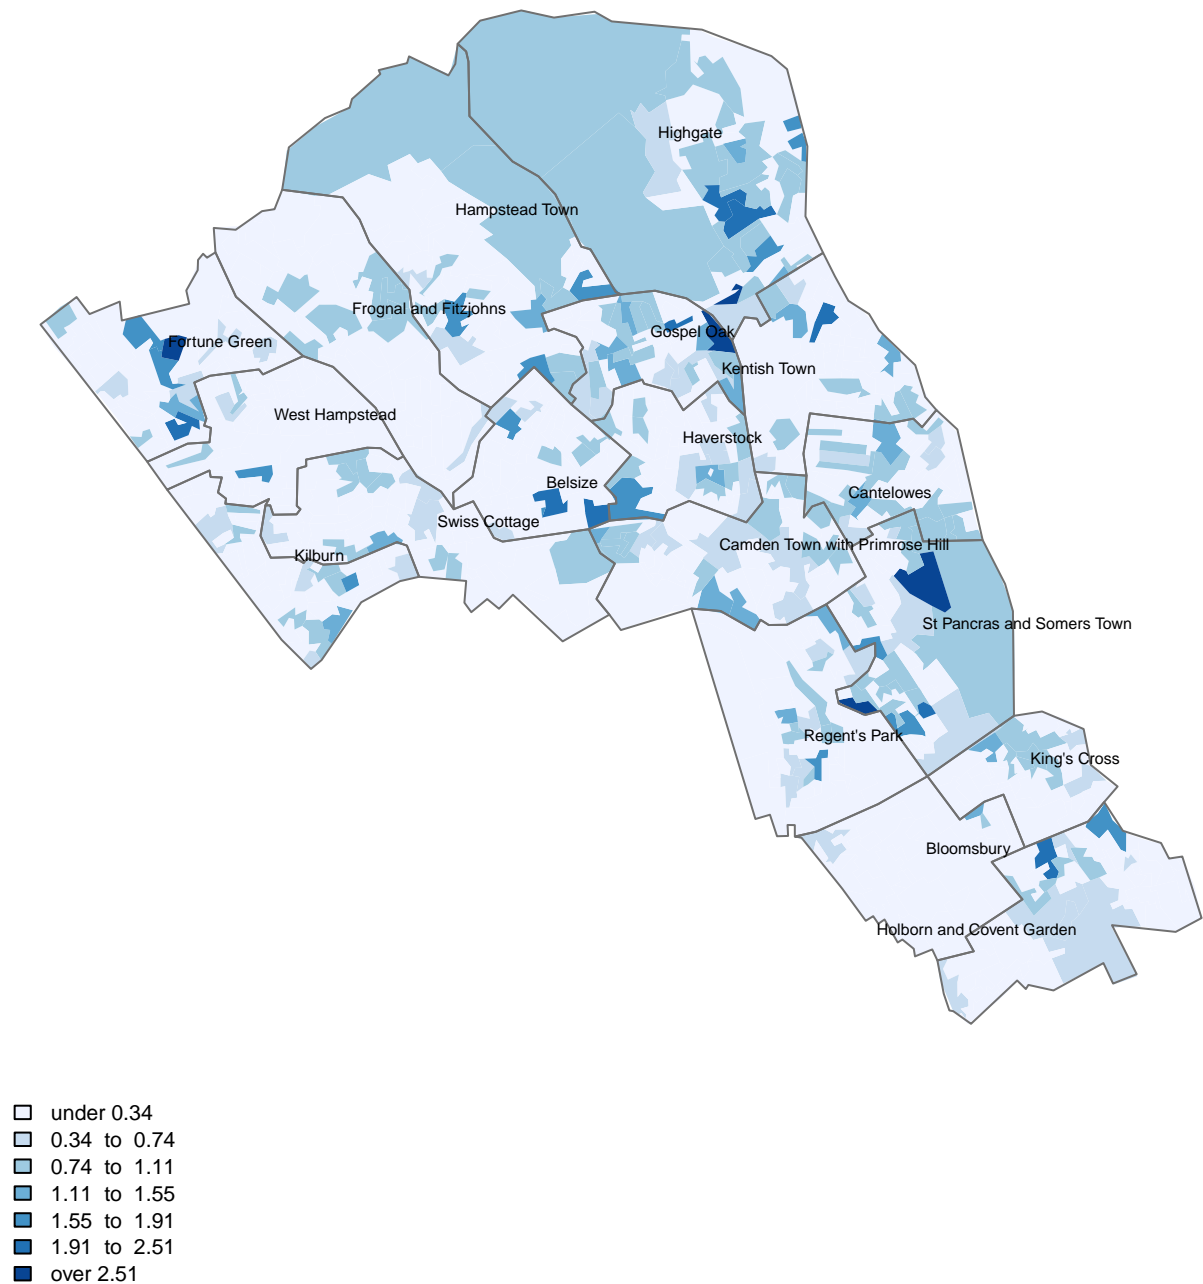 Highgate
Hampstead Town
Frognal and Fitzjohns
Gospel Oak
Fortune Green
Kentish Town
West Hampstead
Haverstock
Belsize
Cantelowes
Swiss Cottage
Camden Town with Primrose Hill
Kilburn
St Pancras and Somers Town
Regent's Park
King's Cross
Bloomsbury
Holborn and Covent Garden
under 0.34
0.34 to 0.74
0.74 to 1.11
1.11 to 1.55
1.55 to 1.91
1.91 to 2.51
over 2.51